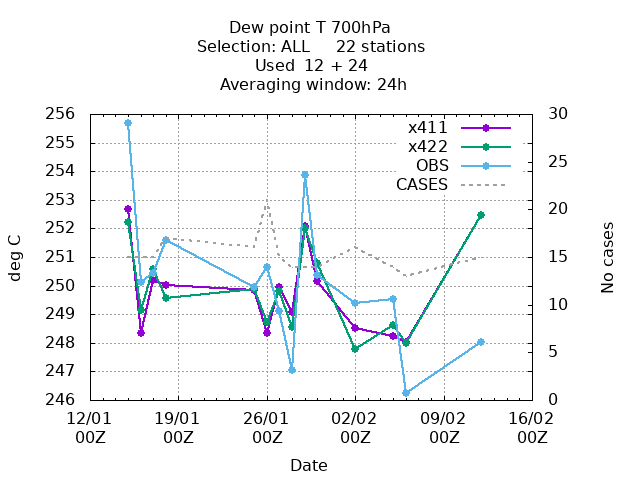 Dew point T 700hPa
Selection: ALL 22 stations
Used 12 + 24
Averaging window: 24h
256
255
254
253
252
251
250
249
248
247
246
deg C
30
25
20
15
10
5
0
No cases
x411
x422
OBS
CASES
12/01 19/01 26/01 02/02 09/02 16/02
00Z 00Z 00Z 00Z 00Z 00Z
Date